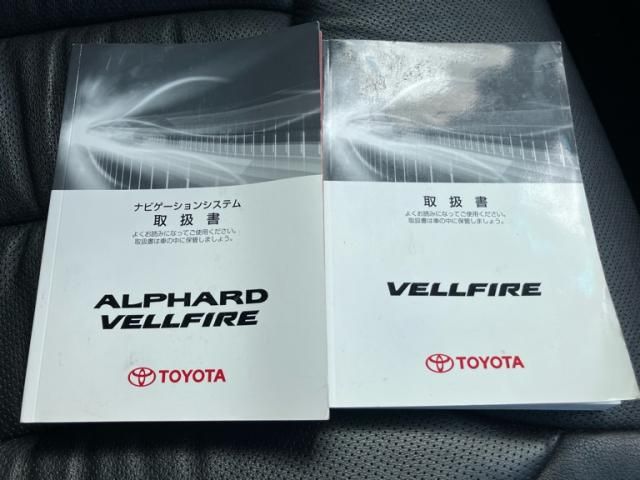 ナビゲーションシステム
取扱書
よくお読みになってご使用ください。
取扱書は車の中に保管しましょう。
ALPHARD
VELLFIRE
TOYOTA
取扱書
よくお読みになってご使用ください。
取扱書は車の中に保管しましょう。
VELLFIRE
TOYOTA